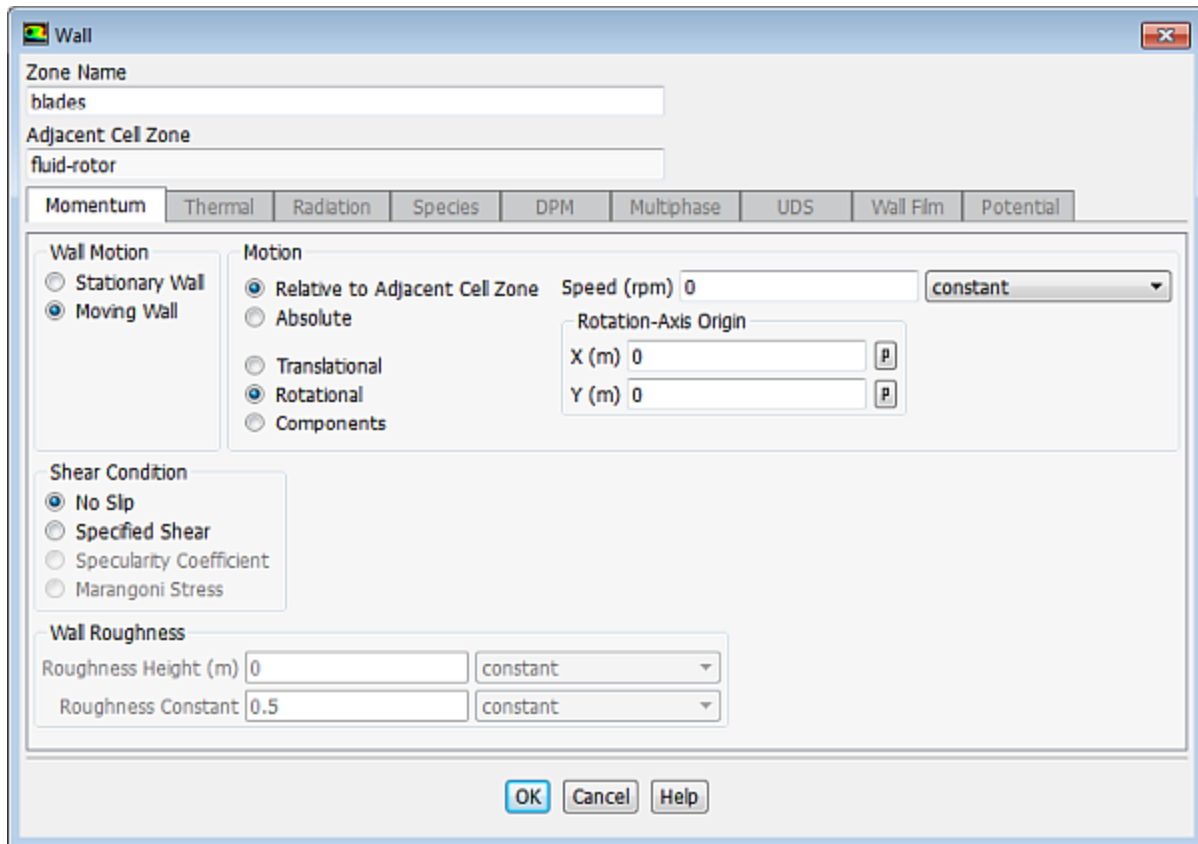 Wall
Zone Name
blades
Adjacent Cell Zone
fluid-rotor
Momentum Thermal Radiation Species DPM Multiphase UDS Wall Film Potential
Wall Motion
Stationary Wall
Moving Wall
Motion
Relative to Adjacent Cell Zone
Absolute
Translational
Rotational
Components
Speed (rpm) 0 constant
Rotation-Axis Origin
X (m) 0 P
Y (m) 0 P
Shear Condition
No Slip
Specified Shear
Specularity Coefficient
Marangoni Stress
Wall Roughness
Roughness Height (m) 0 constant
Roughness Constant 0.5 constant
OK Cancel Help